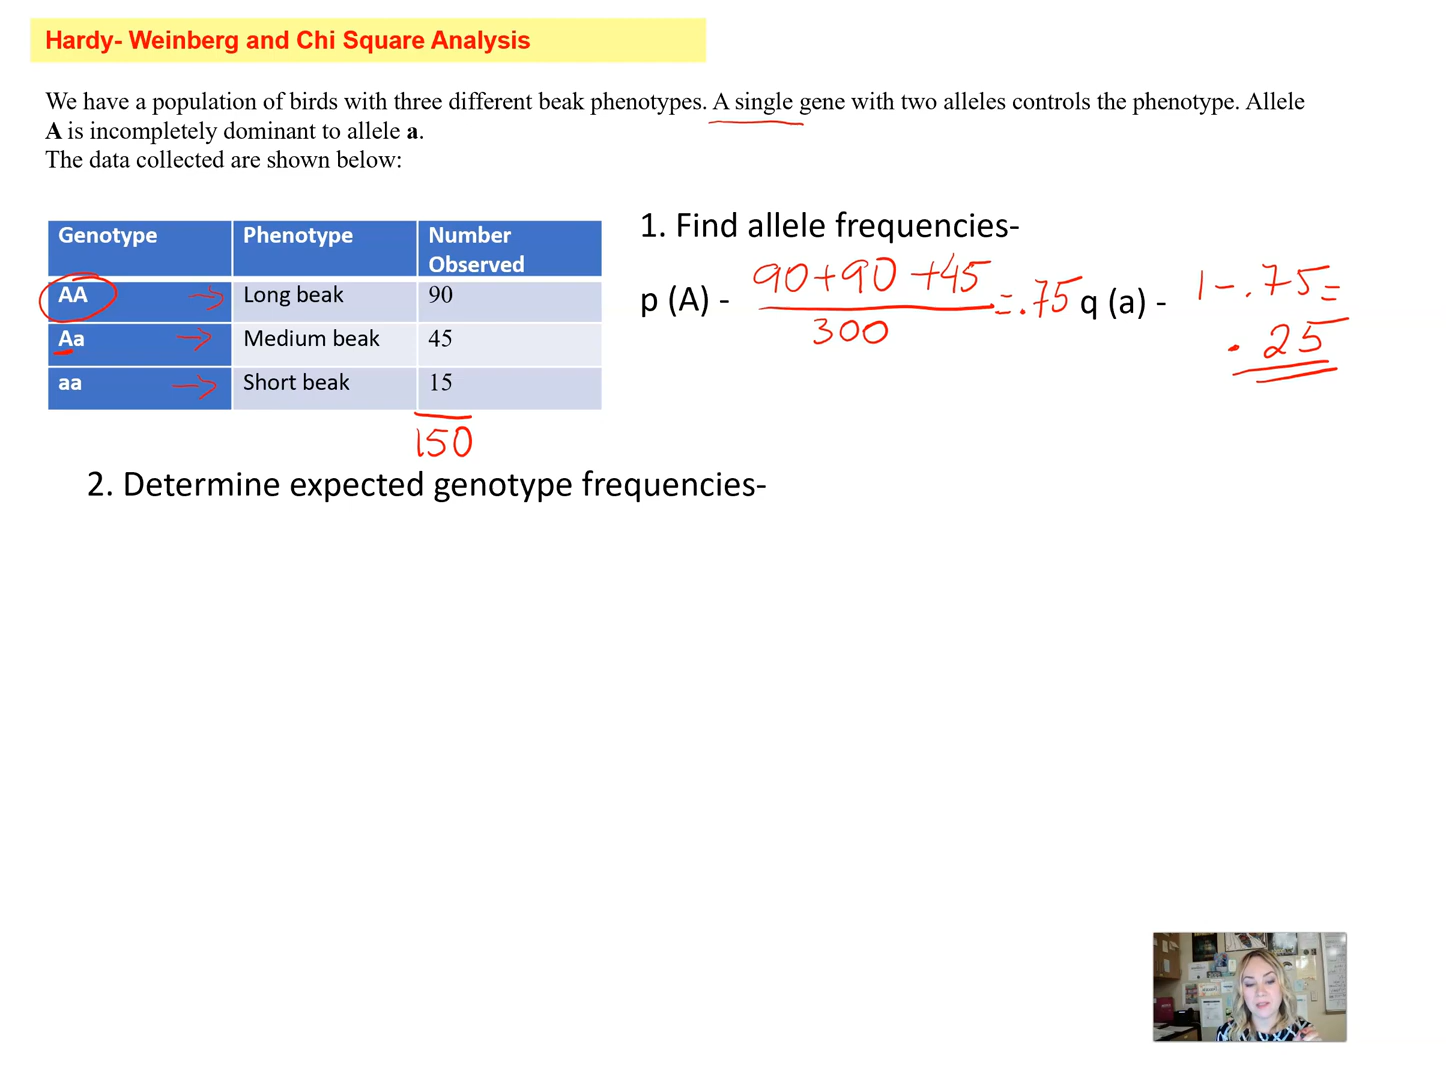 Hardy- Weinberg and Chi Square Analysis
We have a population of birds with three different beak phenotypes. A single gene with two alleles controls the phenotype. Allele
A is incompletely dominant to allele a.
The data collected are shown below:
Genotype Phenotype Number Observed
AA → Long beak 90
Aa → Medium beak 45
aa → Short beak 15
150
1. Find allele frequencies-
90+90+45
p (A) - =.75
300
q (a) - 1-.75=
.25
2. Determine expected genotype frequencies-